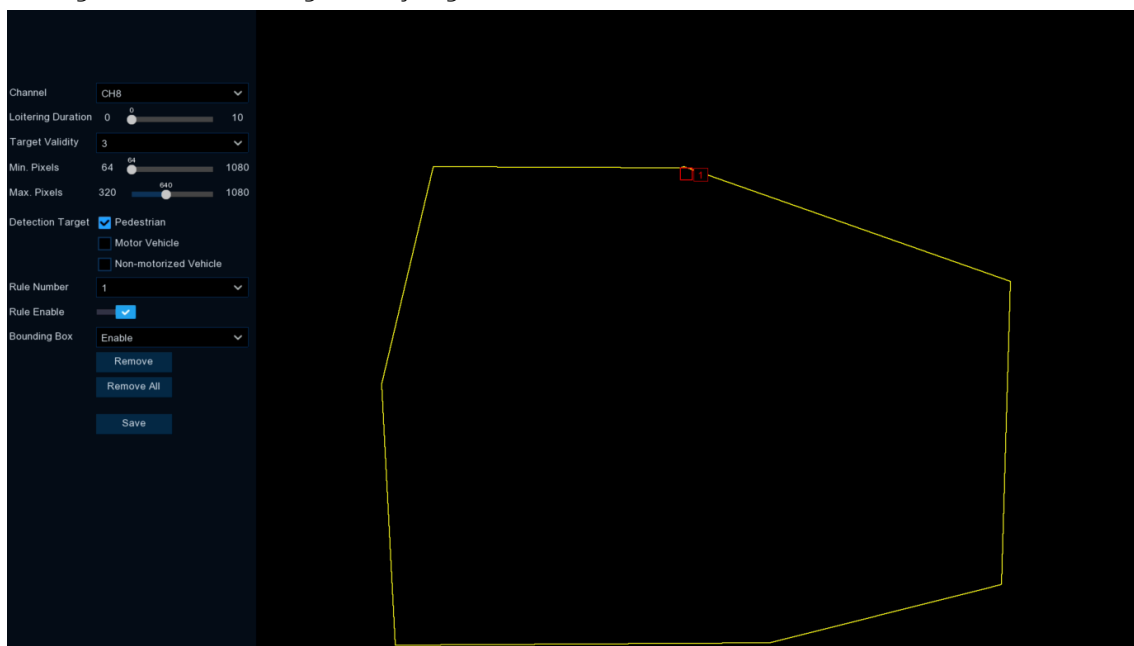 Channel CH8
Loitering Duration 0 0 10
Target Validity 3
Min. Pixels 64 64 1080
Max. Pixels 320 640 1080
Detection Target Pedestrian
Motor Vehicle
Non-motorized Vehicle
Rule Number 1
Rule Enable
Bounding Box Enable
Remove
Remove All
Save
1